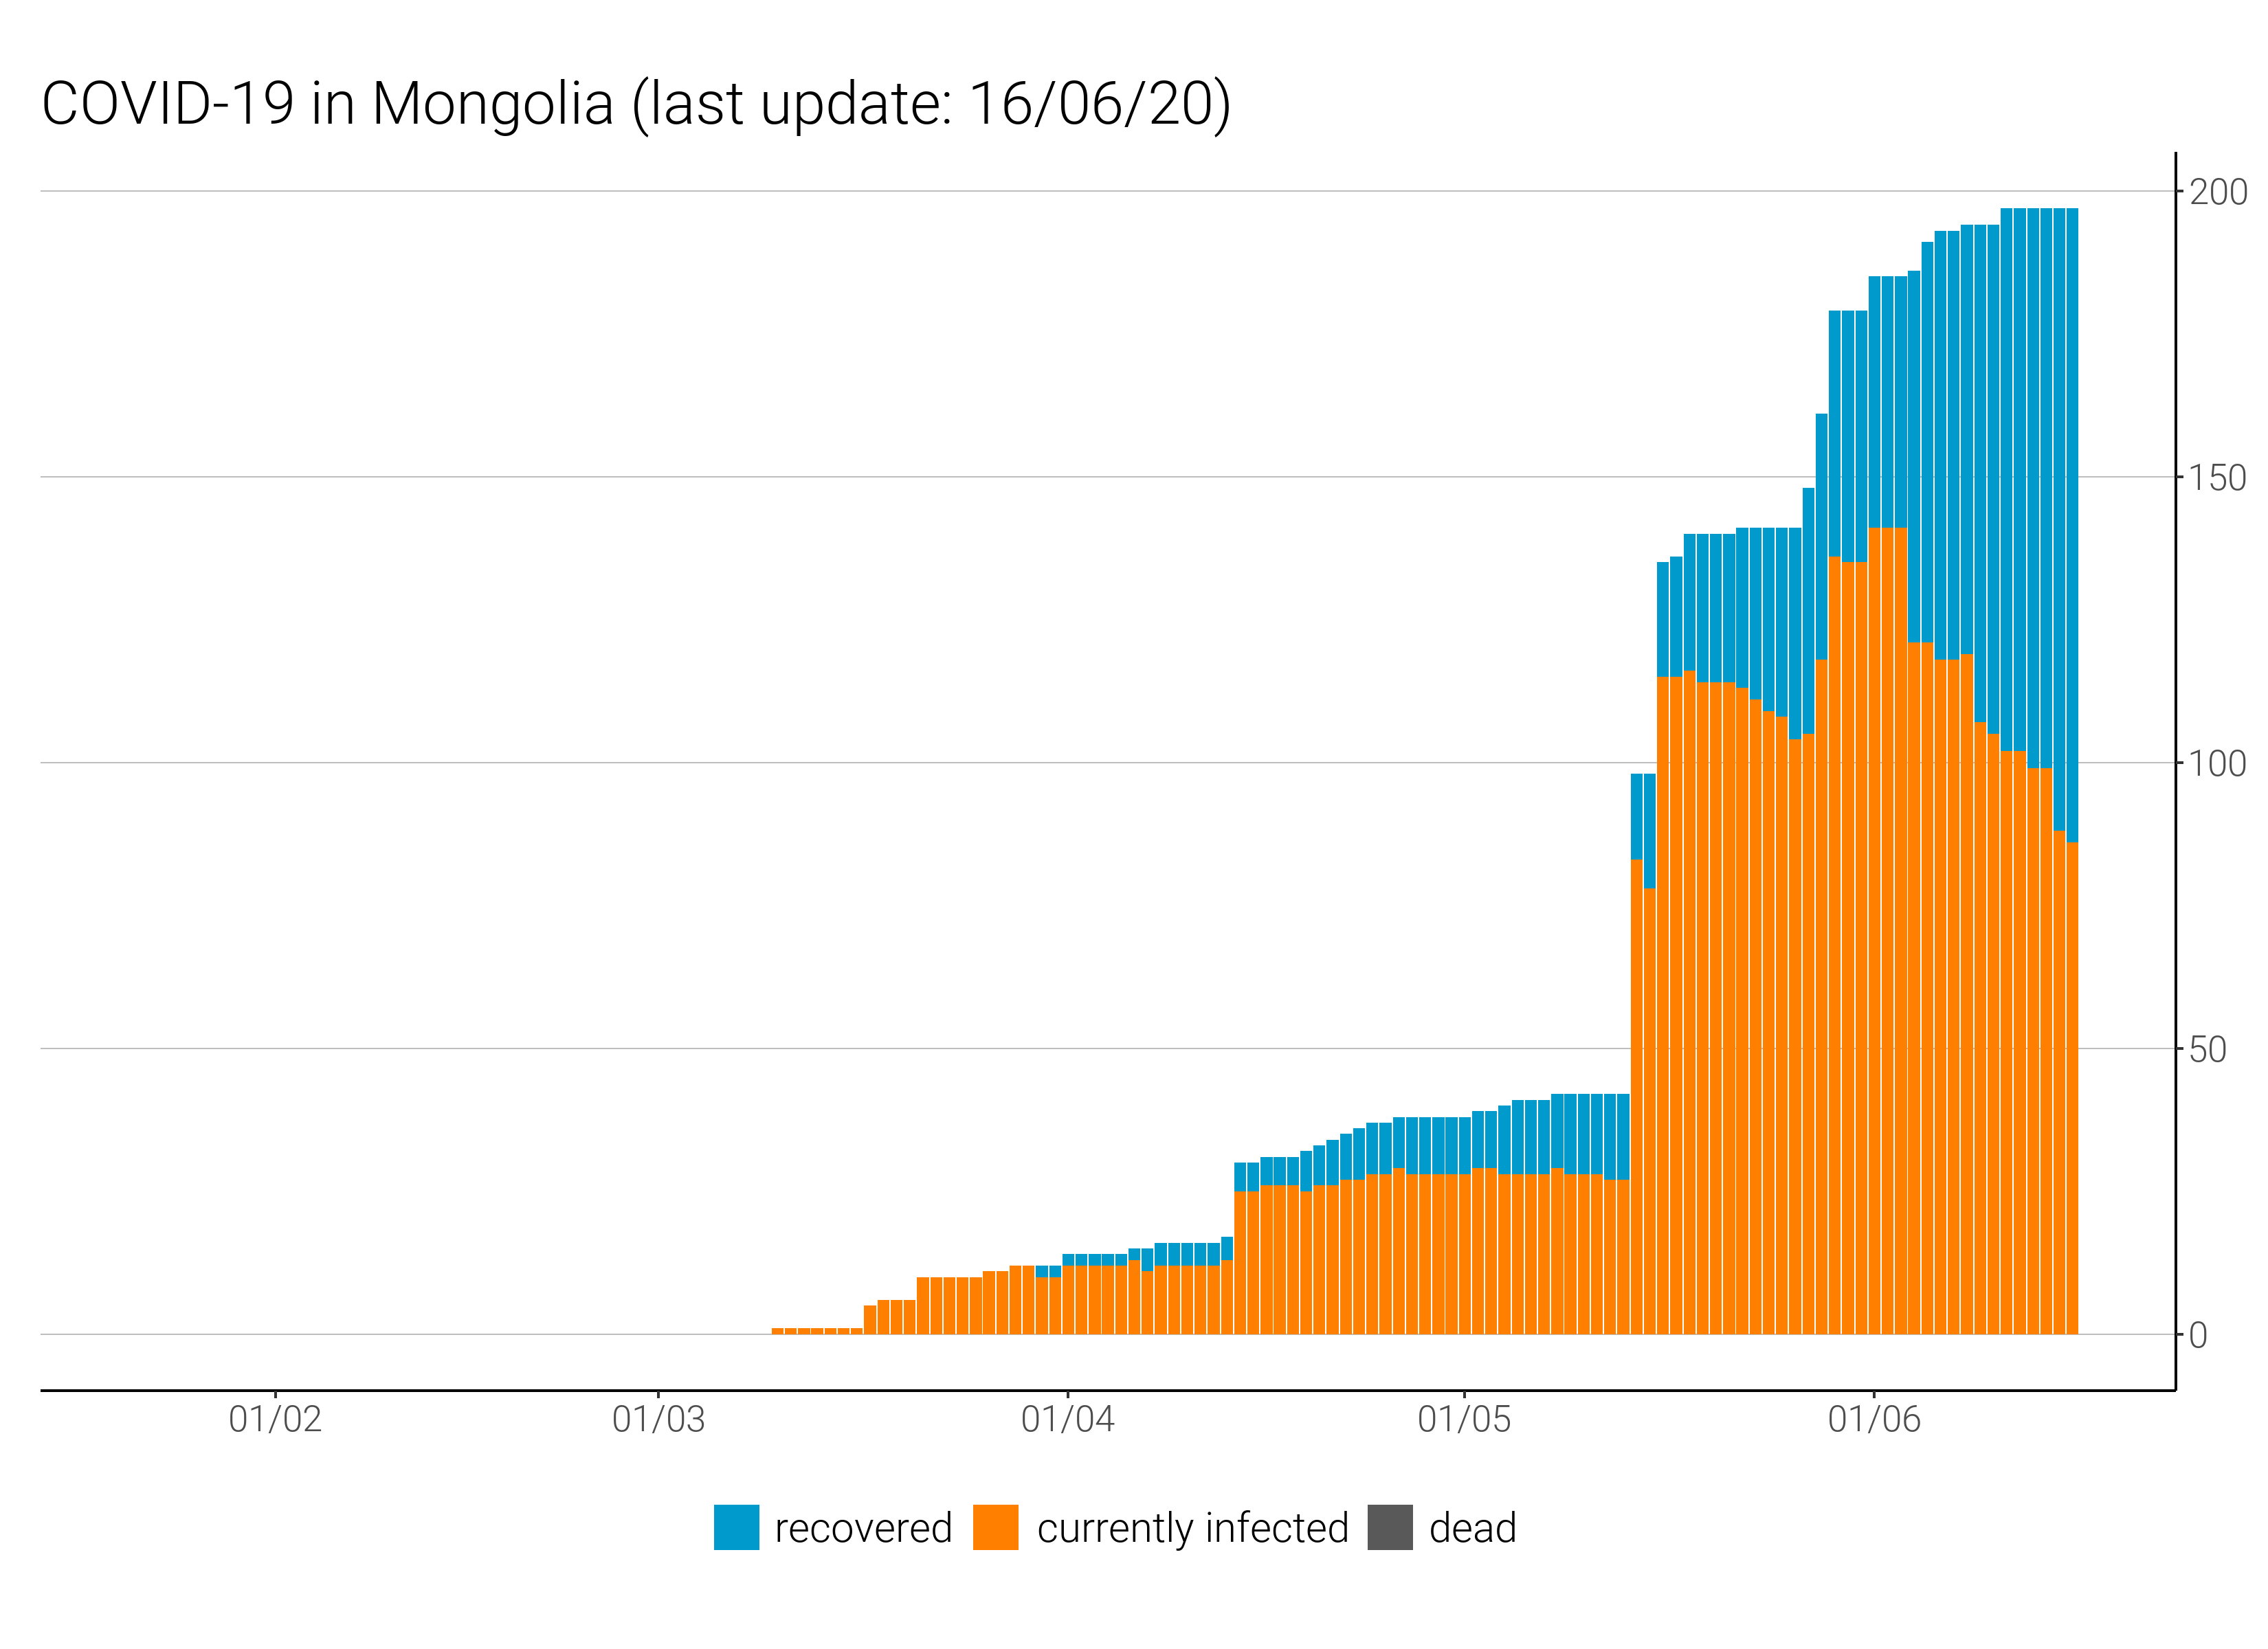 COVID-19 in Mongolia (last update: 16/06/20)
200
150
100
50
0
01/02 01/03 01/04 01/05 01/06
recovered currently infected dead